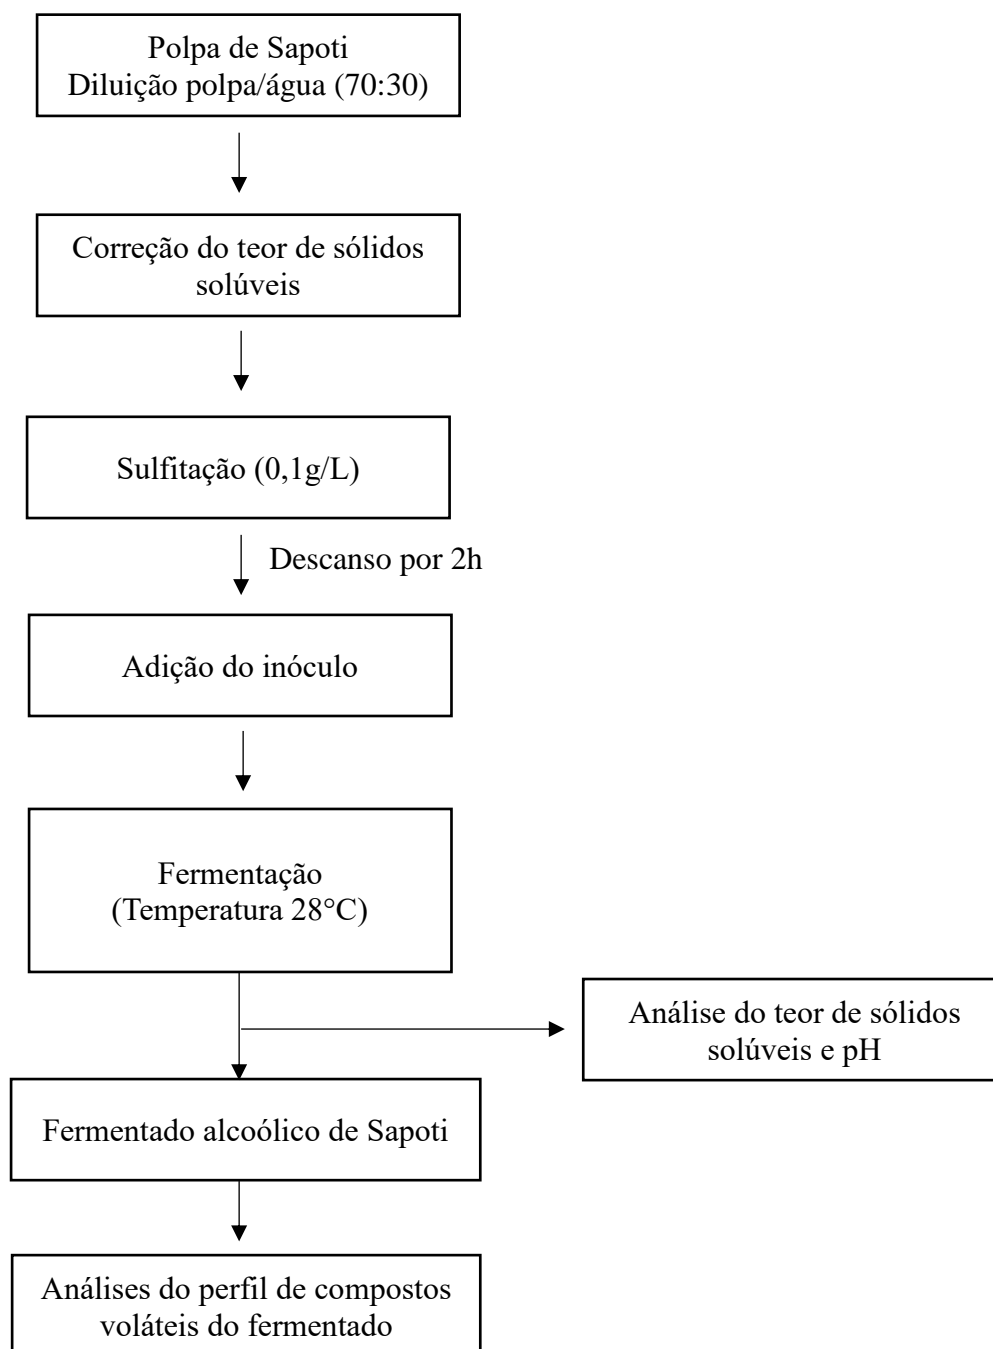 Polpa de Sapoti
Diluição polpa/água (70:30)
Correção do teor de sólidos
solúveis
Sulfitação (0,1g/L)
Descanso por 2h
Adição do inóculo
Fermentação
(Temperatura 28°C)
Análise do teor de sólidos
solúveis e pH
Fermentado alcoólico de Sapoti
Análises do perfil de compostos
voláteis do fermentado